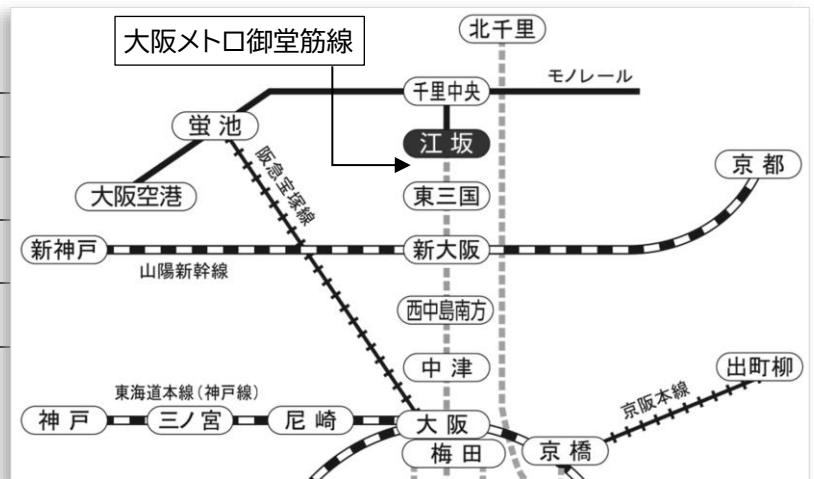 北千里
大阪メトロ御堂筋線
モノレール
千里中央
蛍池
江坂
京都
阪急宝塚線
大阪空港
東三国
新神戸
新大阪
山陽新幹線
西中島南方
中津
出町柳
東海道本線(神戸線)
京阪本線
神戸
三ノ宮
尼崎
大阪
梅田
京橋